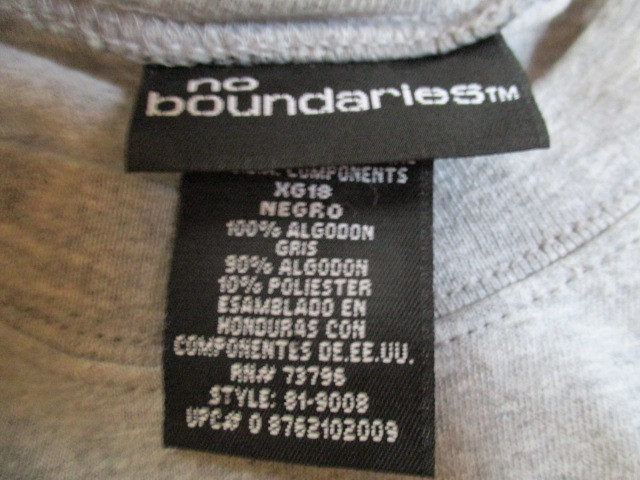 no
boundaries™
COMPONENTS
XG18
NEGRO
100% ALGODON
GRIS
90% ALGODON
10% POLIESTER
ESAMBLADO EN
HONDURAS CON
COMPONENTES DE.EE.UU.
RN# 73796
STYLE: 81-9008
UPC# 0 8762102009